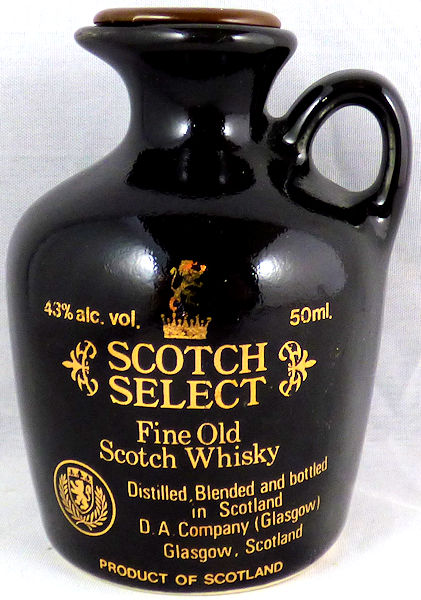 43% alc. vol. 50ml.
SCOTCH
SELECT
Fine Old
Scotch Whisky
Distilled, Blended and bottled
in Scotland
D.A. Company (Glasgow)
Glasgow, Scotland
PRODUCT OF SCOTLAND